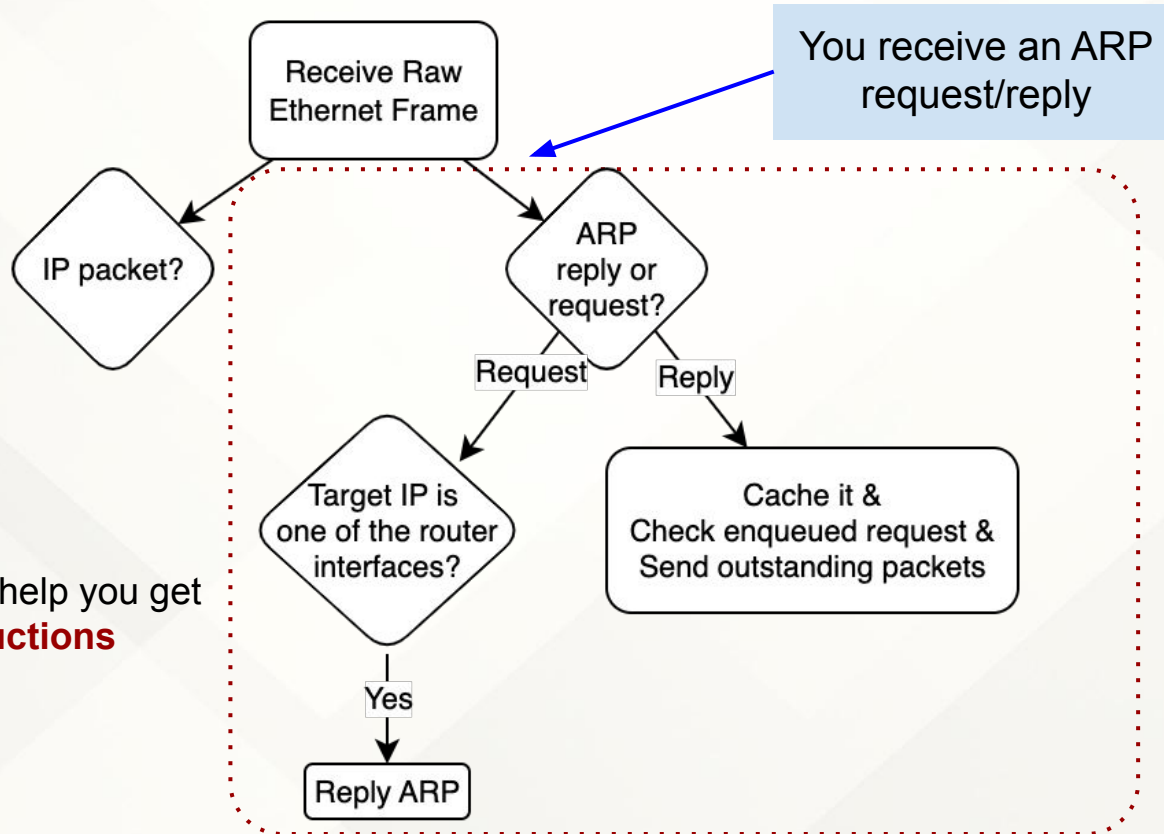 You receive an ARP
request/reply
Receive Raw
Ethernet Frame
IP packet?
ARP
reply or
request?
Request
Reply
Target IP is
one of the router
interfaces?
Cache it &
Check enqueued request &
Send outstanding packets
help you get
uctions
Yes
Reply ARP